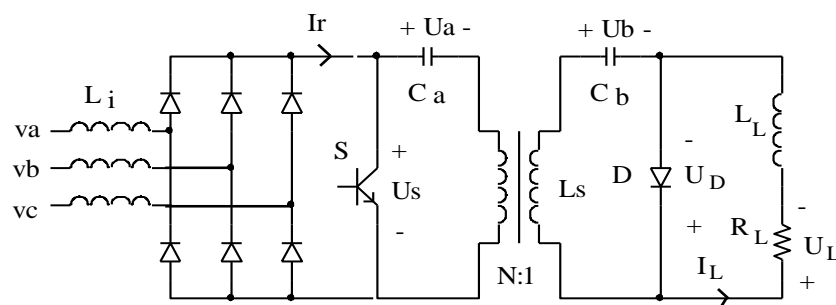 Ir
+ Ua -
+ Ub -
L i
C a
C b
L L
va
vb
vc
S
+
Us
-
Ls
D
-
U D
+
R L
-
U L
+
N:1
I L